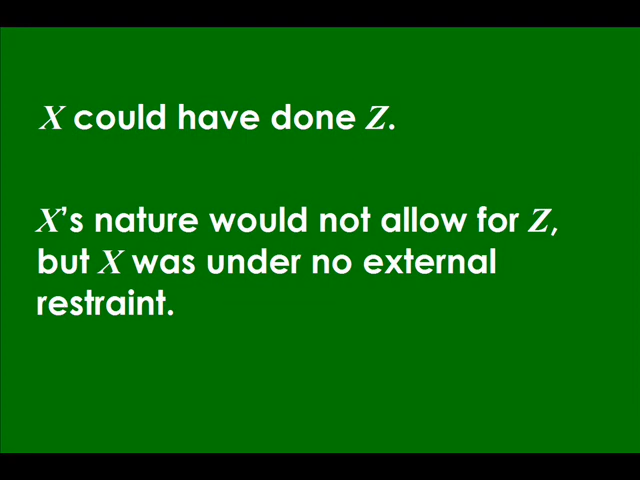 X could have done Z.
X’s nature would not allow for Z,
but X was under no external
restraint.